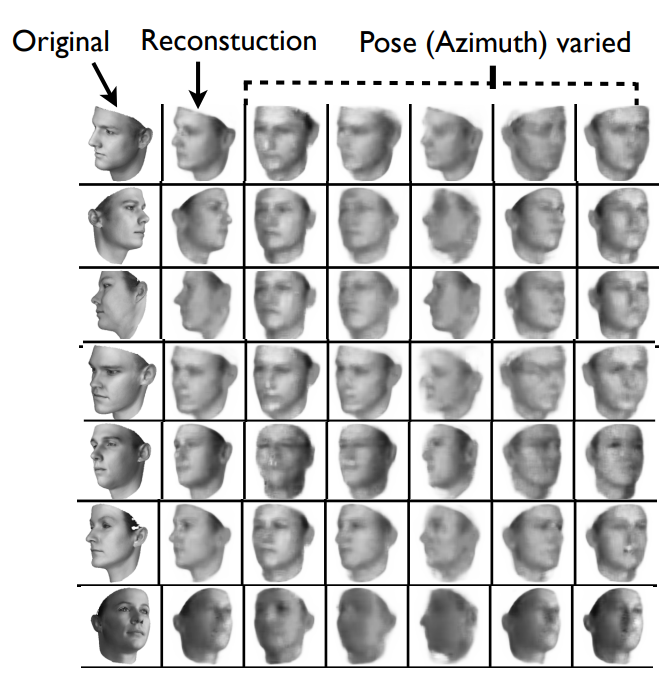 Original
Reconstuction
Pose (Azimuth) varied